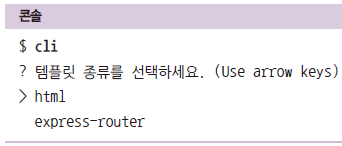 콘솔
$ cli
? 템플릿 종류를 선택하세요. (Use arrow keys)
> html
express-router